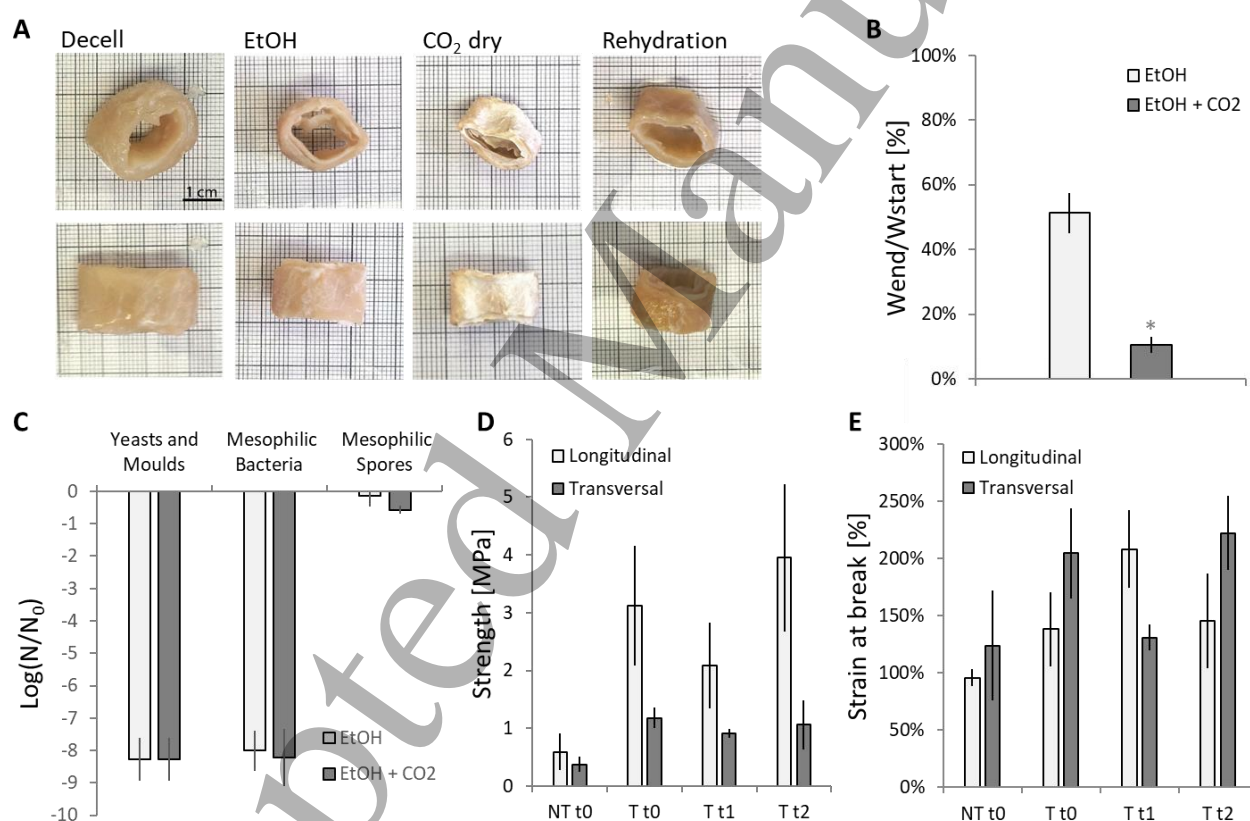 A
Decell
EtOH
CO2 dry
Rehydration
1 cm
B
100%
80%
60%
40%
20%
0%
Wend/Wstart [%]
EtOH
EtOH + CO2
*
C
Yeasts and
Moulds
Mesophilic
Bacteria
Mesophilic
Spores
0
-1
-2
-3
-4
-5
-6
-7
-8
-9
-10
Log(N/N0)
EtOH
EtOH + CO2
D
6
5
4
3
2
1
0
Strength [MPa]
Longitudinal
Transversal
NT t0
T t0
T t1
T t2
E
300%
250%
200%
150%
100%
50%
0%
Strain at break [%]
Longitudinal
Transversal
NT t0
T t0
T t1
T t2
pted Manu